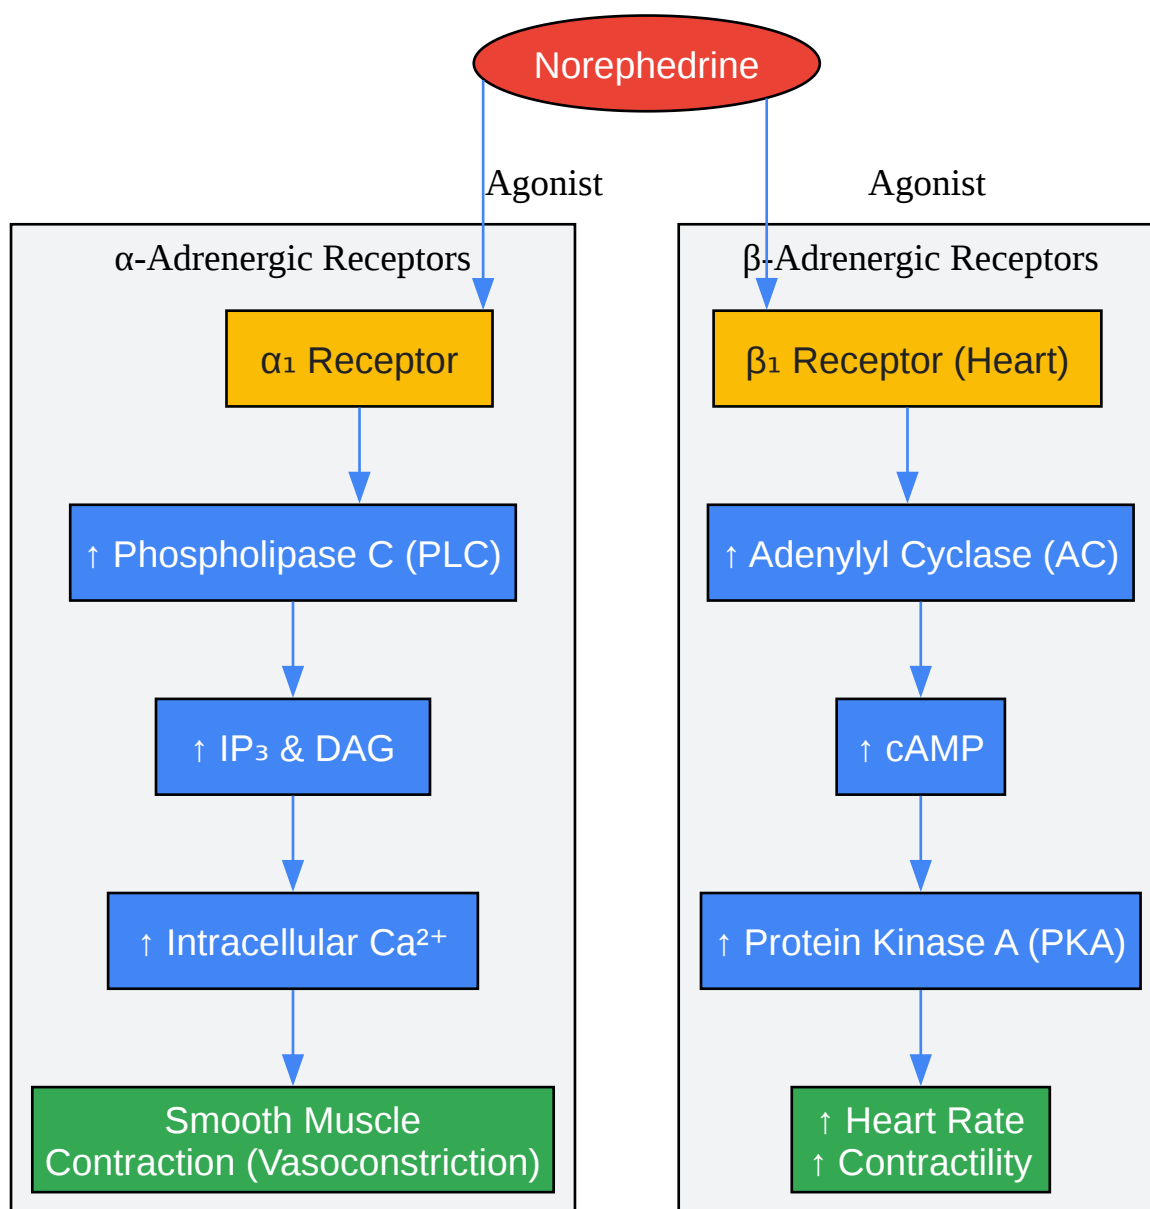 Norephedrine
Agonist
Agonist
α-Adrenergic Receptors
β-Adrenergic Receptors
α₁ Receptor
β₁ Receptor (Heart)
↑ Phospholipase C (PLC)
↑ Adenylyl Cyclase (AC)
↑ IP₃ & DAG
↑ cAMP
↑ Intracellular Ca²⁺
↑ Protein Kinase A (PKA)
Smooth Muscle
Contraction (Vasoconstriction)
↑ Heart Rate
↑ Contractility